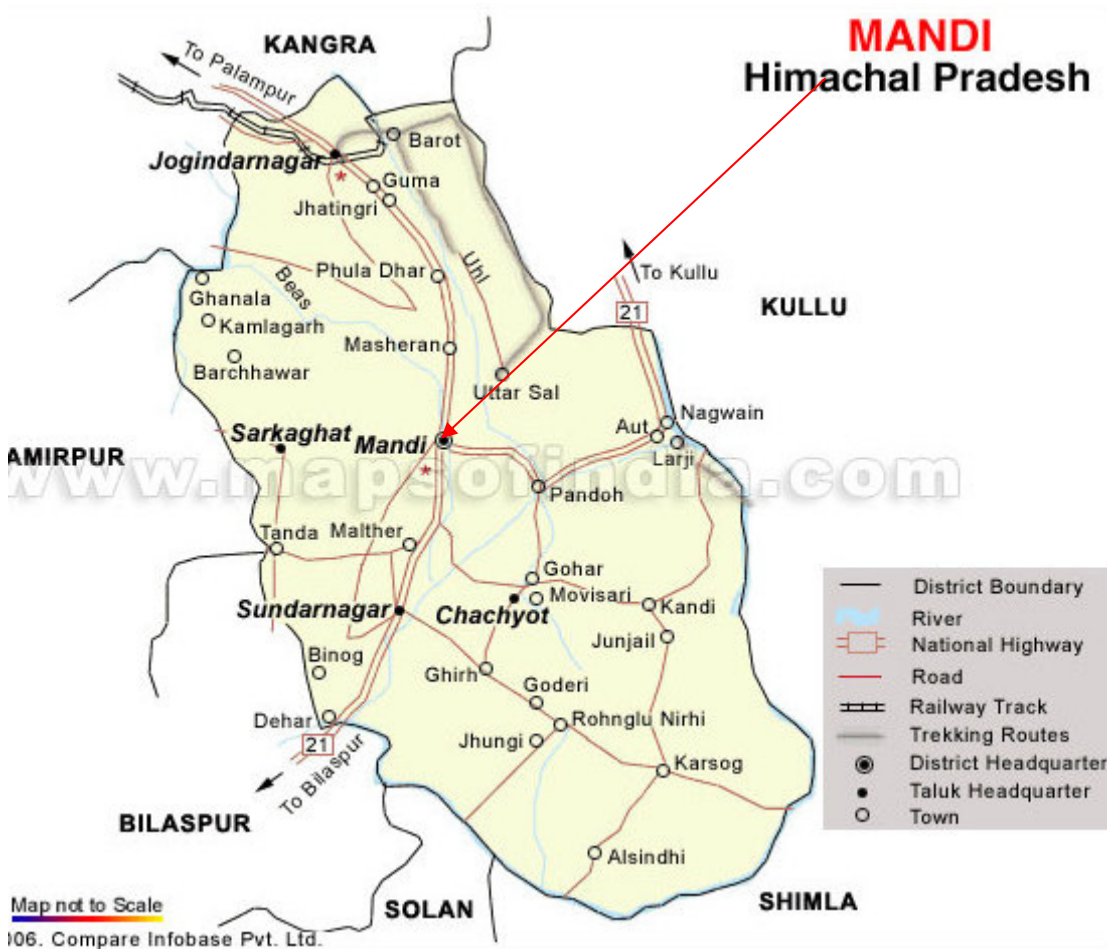 MANDI
Himachal Pradesh
KANGRA
To Palampur
Barot
Jogindarnagar
*
Guma
Jhatingri
Uhl
Phula Dhar
To Kullu
Beas
Ghanala
KULLU
21
Kamlagarh
Masheran
Barchhawar
Uttar Sal
Nagwain
Sarkaghat
Mandi
Aut
AMIRPUR
Larji
*
www.mapsofindia.com
Pandoh
Tanda
Malther
Gohar
District Boundary
Movisari
Kandi
Sundarnagar
Chachyot
River
Junjail
National Highway
Binog
Ghirh
Road
Goderi
Railway Track
Dehar
Rohnglu Nirhi
Trekking Routes
21
Jhungi
District Headquarter
Karsog
To Bilaspur
Taluk Headquarter
BILASPUR
Town
Alsindhi
Map not to Scale
SOLAN
SHIMLA
006. Compare Infobase Pvt. Ltd.